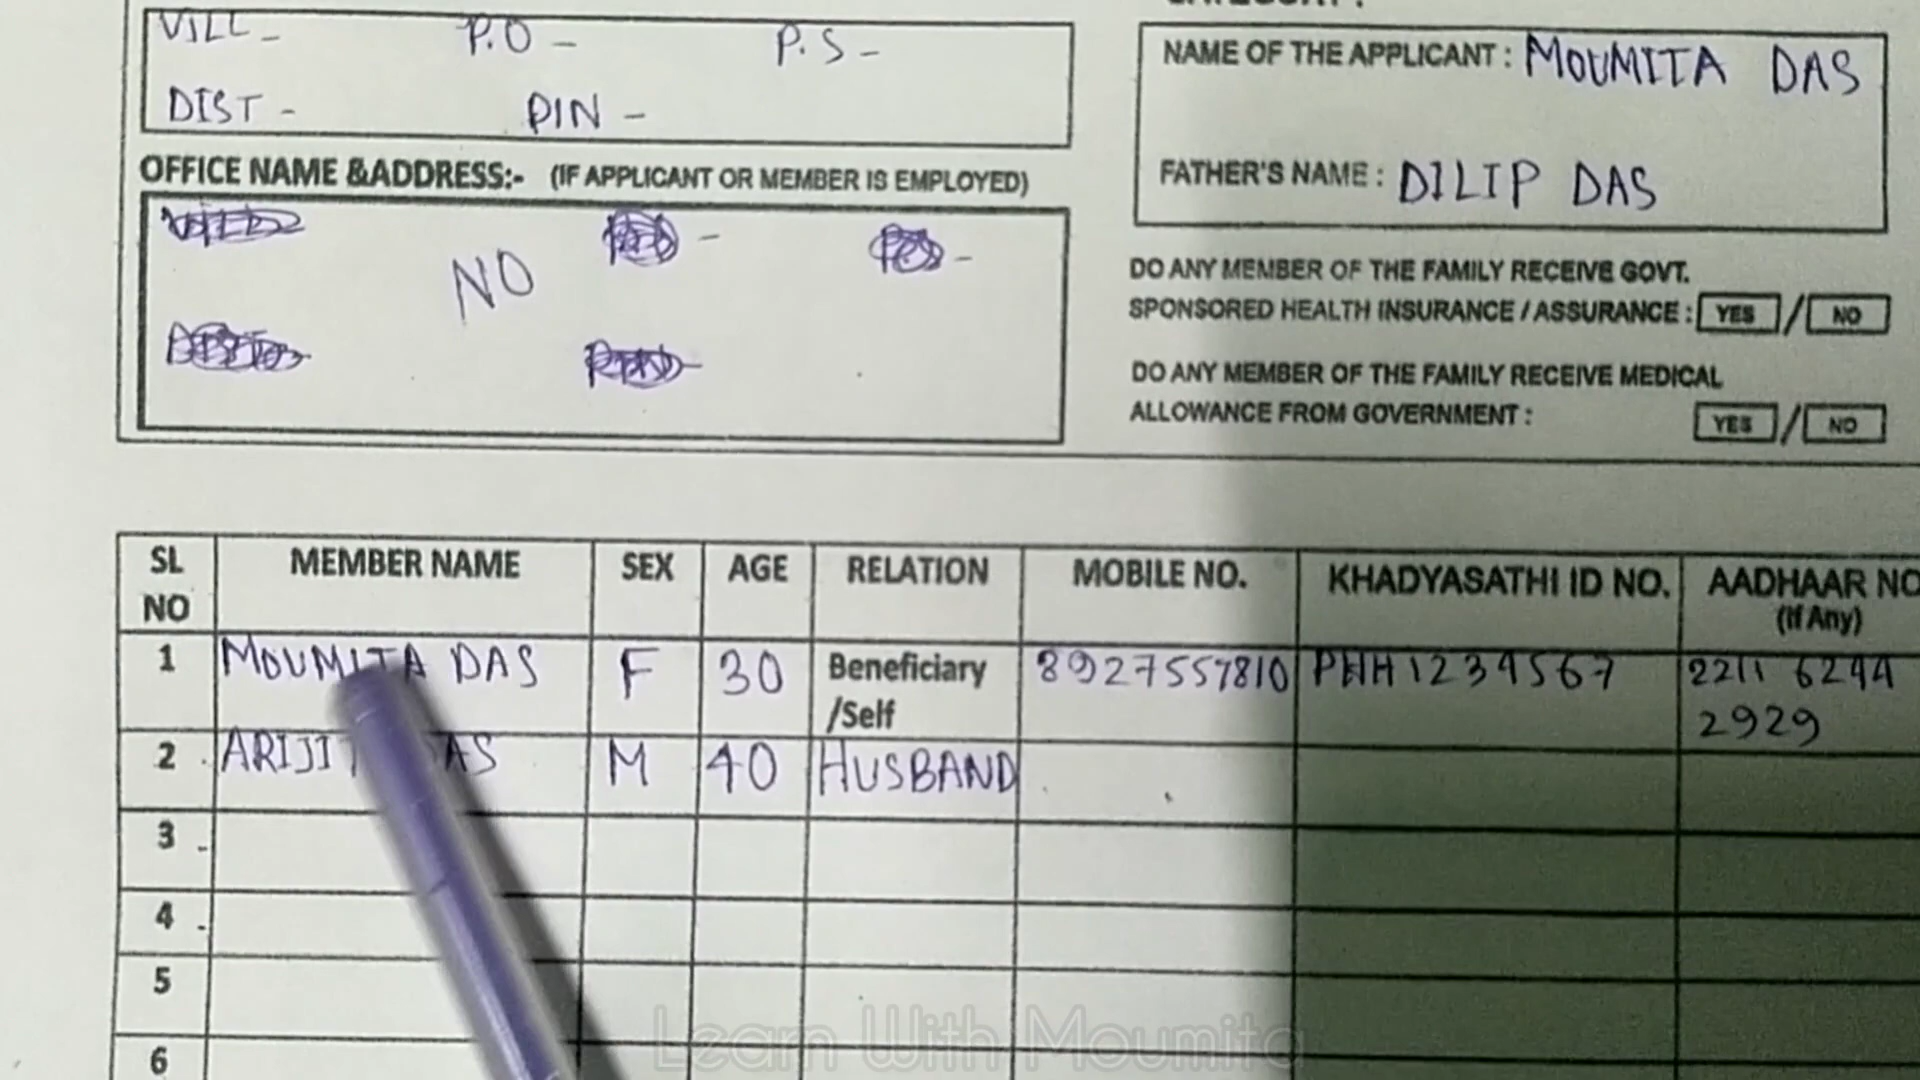 VILL - P.O - P.S -
DIST - PIN -
OFFICE NAME &ADDRESS:- (IF APPLICANT OR MEMBER IS EMPLOYED)
NO
NAME OF THE APPLICANT : MOUMITA DAS
FATHER'S NAME : DILIP DAS
DO ANY MEMBER OF THE FAMILY RECEIVE GOVT.
SPONSORED HEALTH INSURANCE / ASSURANCE : YES / NO
DO ANY MEMBER OF THE FAMILY RECEIVE MEDICAL
ALLOWANCE FROM GOVERNMENT : YES / NO
SL NO MEMBER NAME SEX AGE RELATION MOBILE NO. KHADYASATHI ID NO. AADHAAR NO (If Any)
1 MOUMITA DAS F 30 Beneficiary /Self 8927557810 PHH1234567 2211 6244 2929
2 ARIJIT DAS M 40 HUSBAND
3
4
5
6
Learn With Moumita